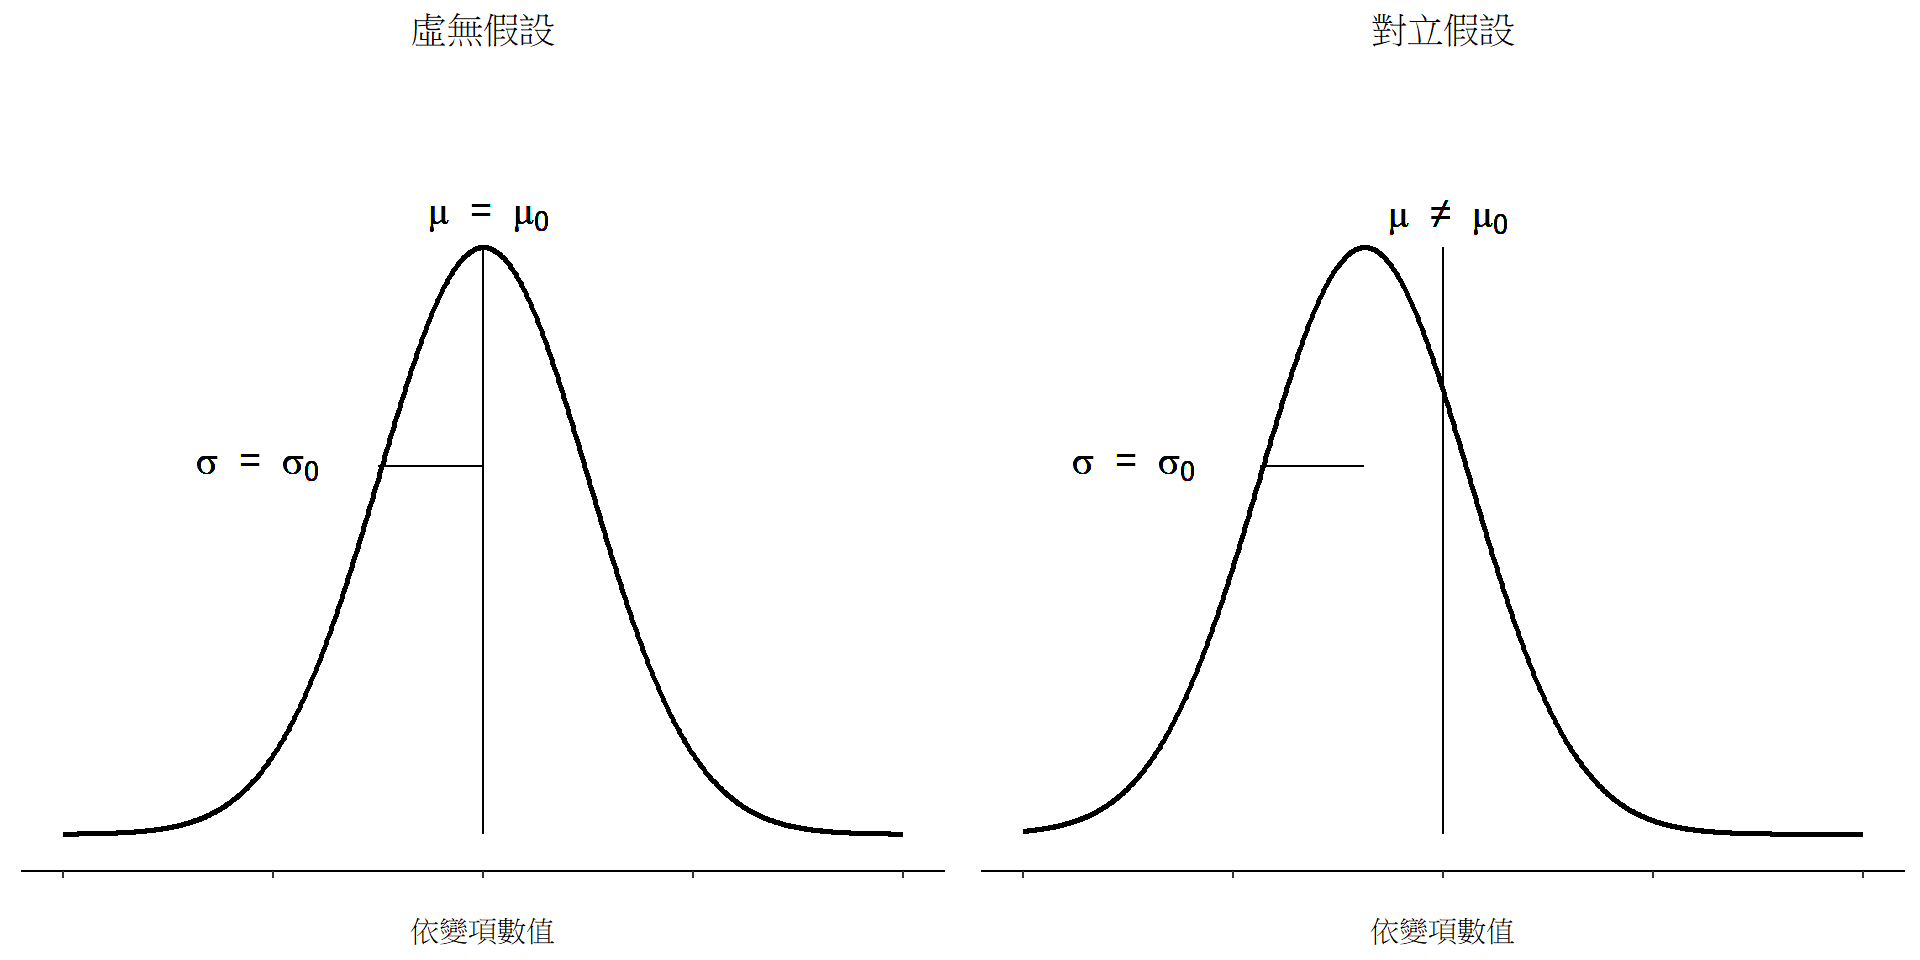 虛無假設
μ = μ₀
σ = σ₀
依變項數值
對立假設
μ ≠ μ₀
σ = σ₀
依變項數值